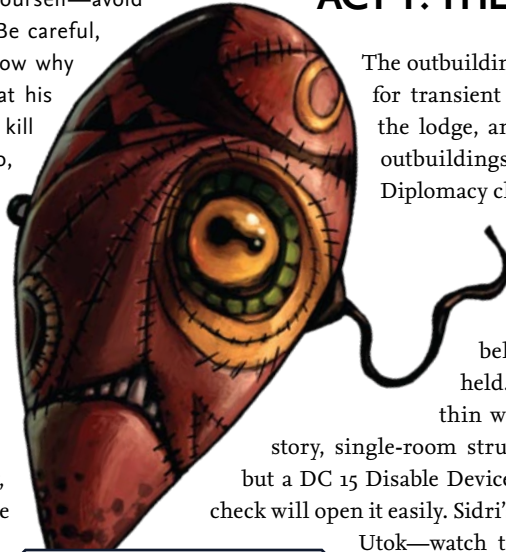 ourself—avoid
Be careful,
ow why
at his
kill
o,
e
ACT 1: THE
The outbuildin
for transient
the lodge, an
outbuildings
Diplomacy ch
bel
held.
thin w
story, single-room stru
but a DC 15 Disable Device
check will open it easily. Sidri'
Utok—watch t